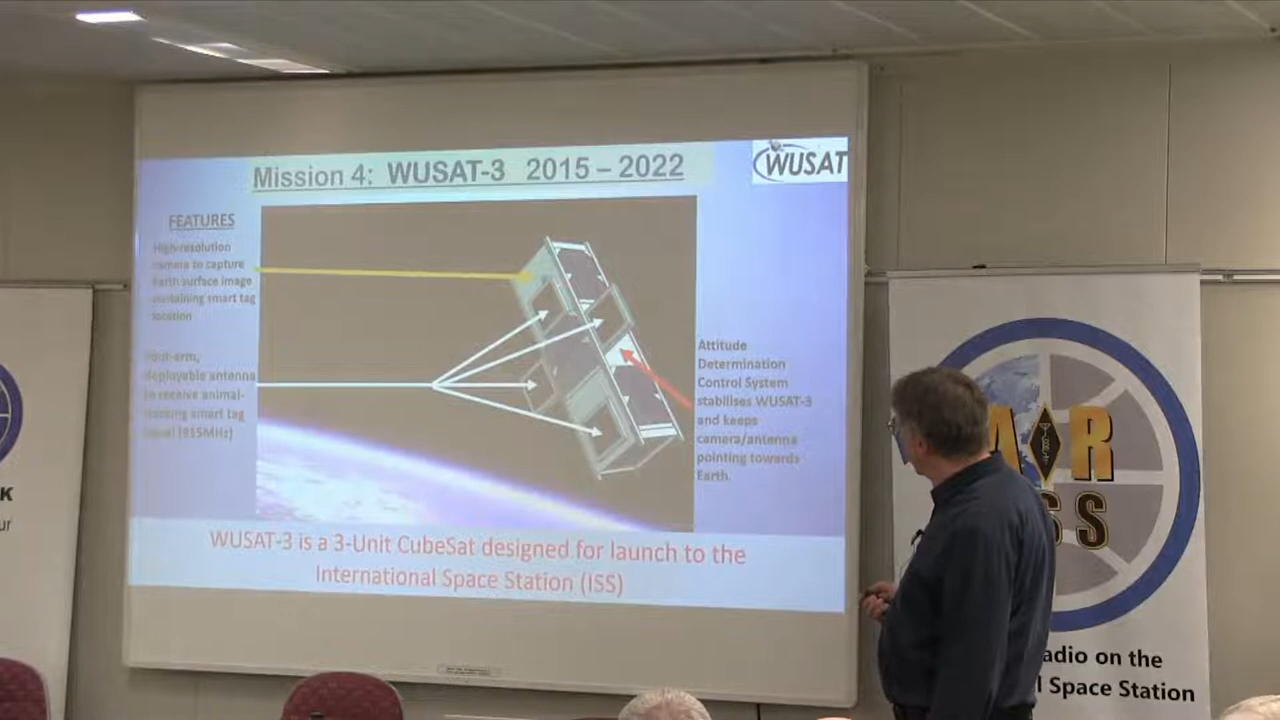 Mission 4: WUSAT-3 2015 – 2022
WUSAT
FEATURES
High-resolution
camera to capture
Earth surface image
containing smart tag
location
Four-arm,
deployable antenna
to receive animal-
tracking smart tag
signal (915MHz)
Attitude
Determination
Control System
stabilises WUSAT-3
and keeps
camera/antenna
pointing towards
Earth.
WUSAT-3 is a 3-Unit CubeSat designed for launch to the
International Space Station (ISS)
K
ur
A R
SS
adio on the
l Space Station